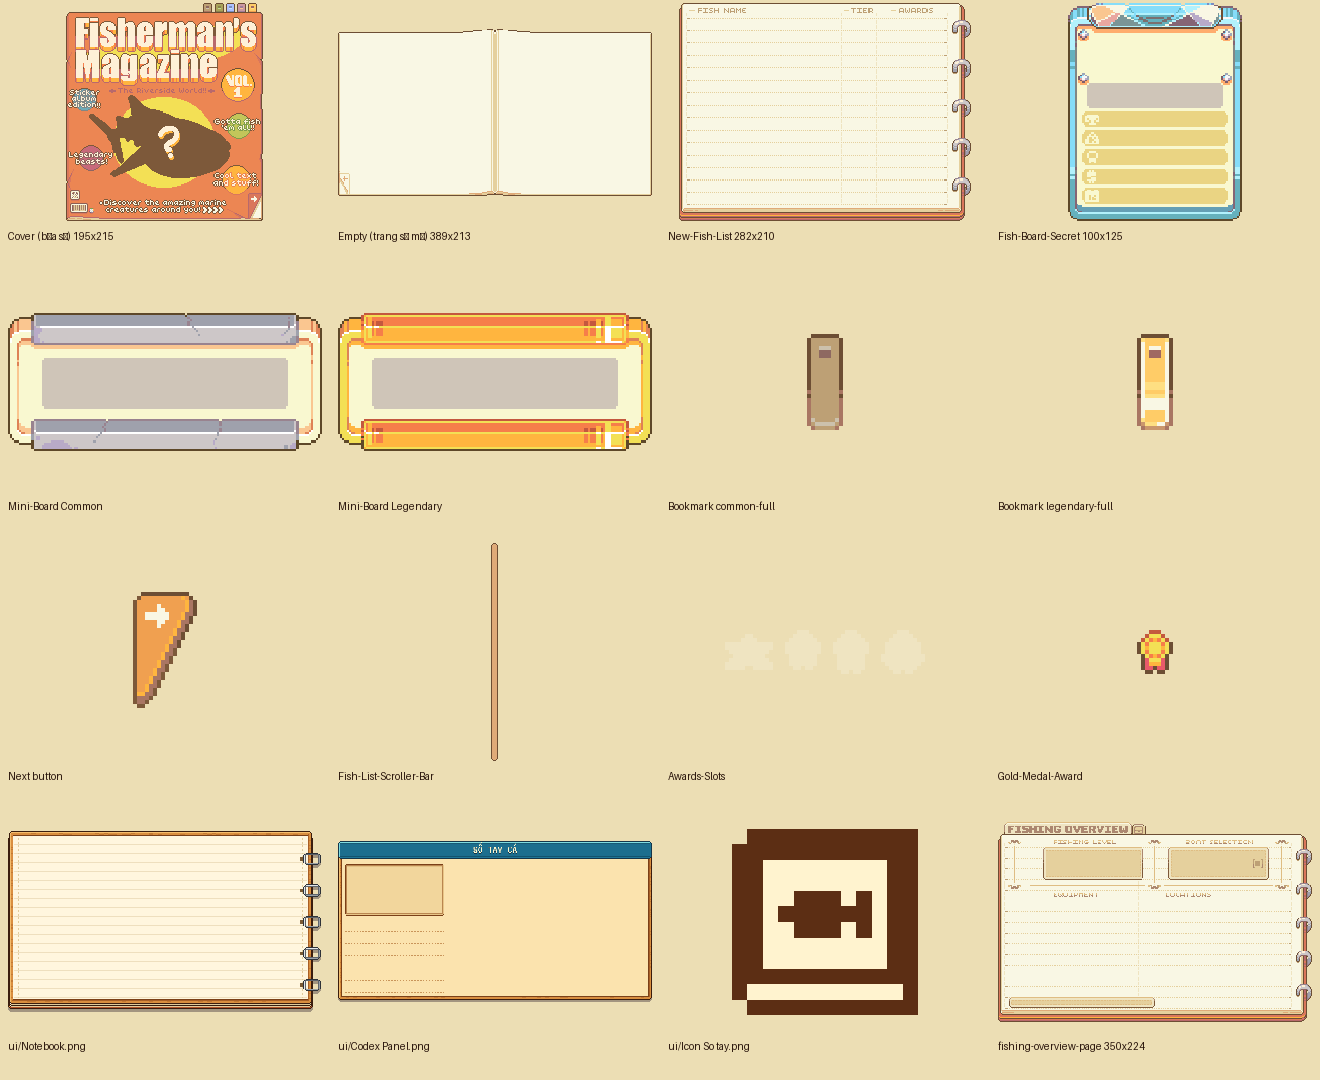 Fisherman's
Magazine
VOL.
1
The Riverside World!!
Sticker
album
edition!!
Gotta fish
'em all!!
?
Legendary
beasts!
Cool text
and stuff!
Discover the amazing marine
creatures around you!
FISH NAME
TIER
AWARDS
195x215
Empty (trang
389x213
New-Fish-List 282x210
Fish-Board-Secret 100x125
Mini-Board Common
Mini-Board Legendary
Bookmark common-full
Bookmark legendary-full
Next button
Fish-List-Scroller-Bar
Awards-Slots
Gold-Medal-Award
SỔ TAY CÁ
FISHING OVERVIEW
FISHING LEVEL
BOAT SELECTION
EQUIPMENT
LOCATIONS
ui/Notebook.png
ui/Codex Panel.png
ui/Icon So tay.png
fishing-overview-page 350x224